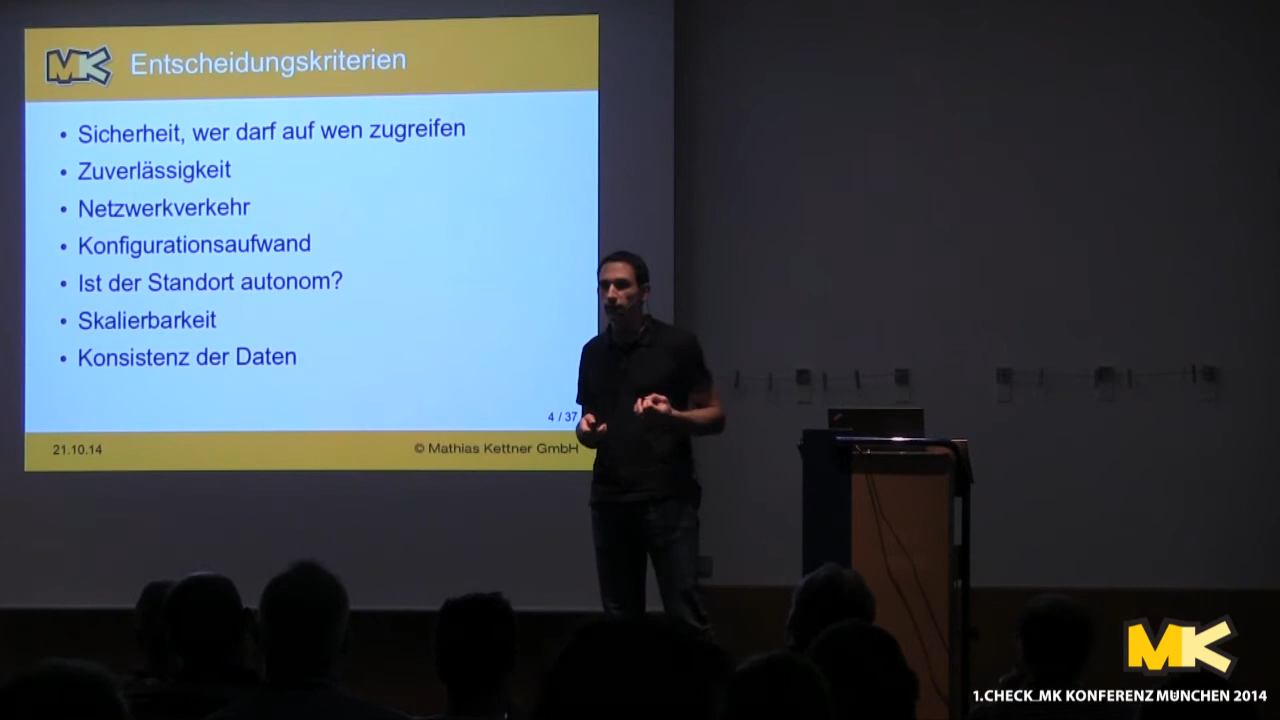 MK Entscheidungskriterien
• Sicherheit, wer darf auf wen zugreifen
• Zuverlässigkeit
• Netzwerkverkehr
• Konfigurationsaufwand
• Ist der Standort autonom?
• Skalierbarkeit
• Konsistenz der Daten
4 / 37
21.10.14 © Mathias Kettner GmbH
MK
1.CHECK_MK KONFERENZ MÜNCHEN 2014